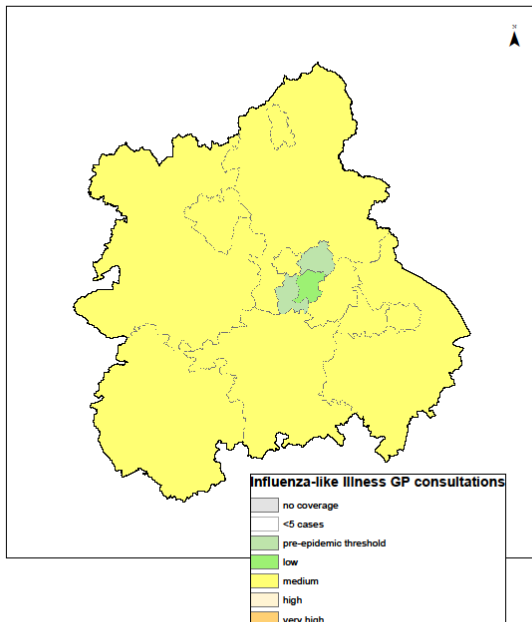 N
Influenza-like Illness GP consultations
no coverage
<5 cases
pre-epidemic threshold
low
medium
high
very high